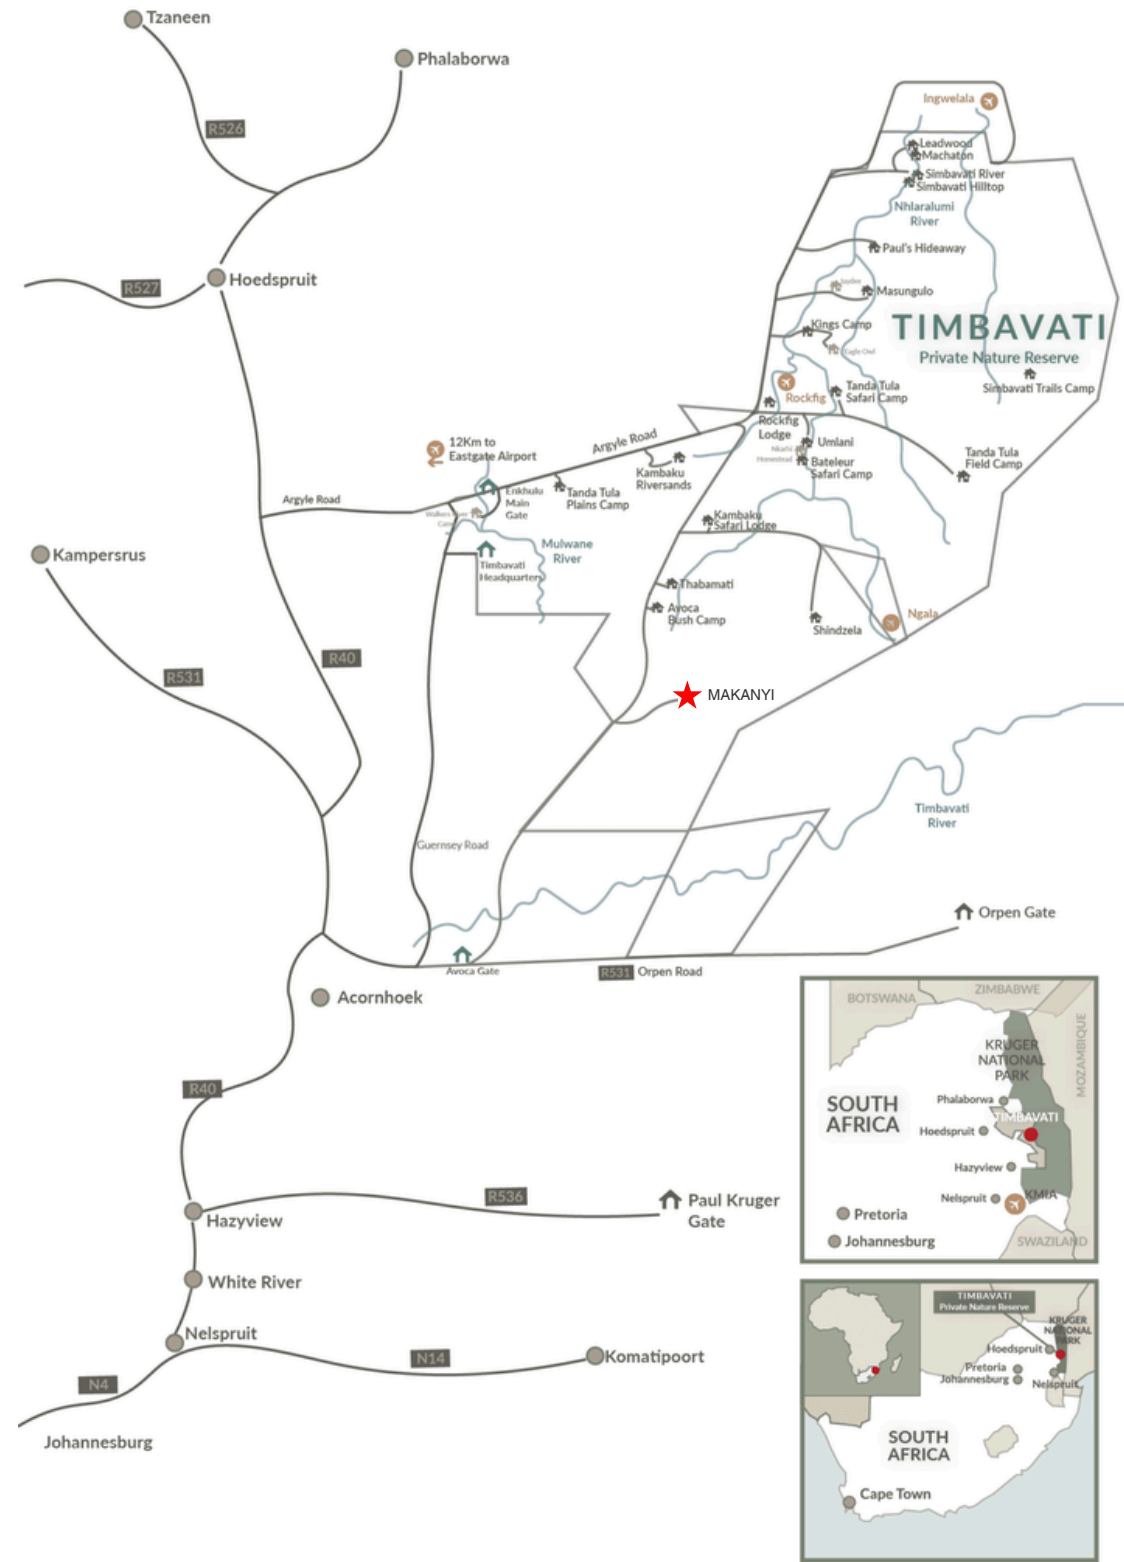 Tzaneen
Phalaborwa
R526
Ingwelala
Leadwood
Machaton
Simbavati River
Simbavati Hilltop
Nhlaralumi
River
Paul's Hideaway
Hoedspruit
R527
Masungulo
Kings Camp
Eagle Owl
TIMBAVATI
Private Nature Reserve
Simbavati Trails Camp
Rockfig
Tanda Tula
Safari Camp
Rockfig
Lodge
Umlani
Bateleur
Safari Camp
Tanda Tula
Field Camp
12Km to
Eastgate Airport
Argyle Road
Kambaku
Riversands
Argyle Road
Enkhulu
Main
Gate
Tanda Tula
Plains Camp
Kambaku
Safari Lodge
Mulwane
River
Timbavati
Headquarters
Kampersrus
Thabamati
Avoca
Bush Camp
Shindzela
Ngala
R40
R531
MAKANYI
Timbavati
River
Guernsey Road
Orpen Gate
Avoca Gate
R531 Orpen Road
Acornhoek
R40
R536
Paul Kruger
Gate
Hazyview
White River
Nelspruit
N14
Komatipoort
N4
Johannesburg
BOTSWANA
ZIMBABWE
MOZAMBIQUE
KRUGER
NATIONAL
PARK
SOUTH
AFRICA
Phalaborwa
TIMBAVATI
Hoedspruit
Hazyview
Nelspruit
KMIA
Pretoria
Johannesburg
SWAZILAND
TIMBAVATI
Private Nature Reserve
KRUGER
NATIONAL
PARK
Hoedspruit
Pretoria
Johannesburg
Nelspruit
SOUTH
AFRICA
Cape Town